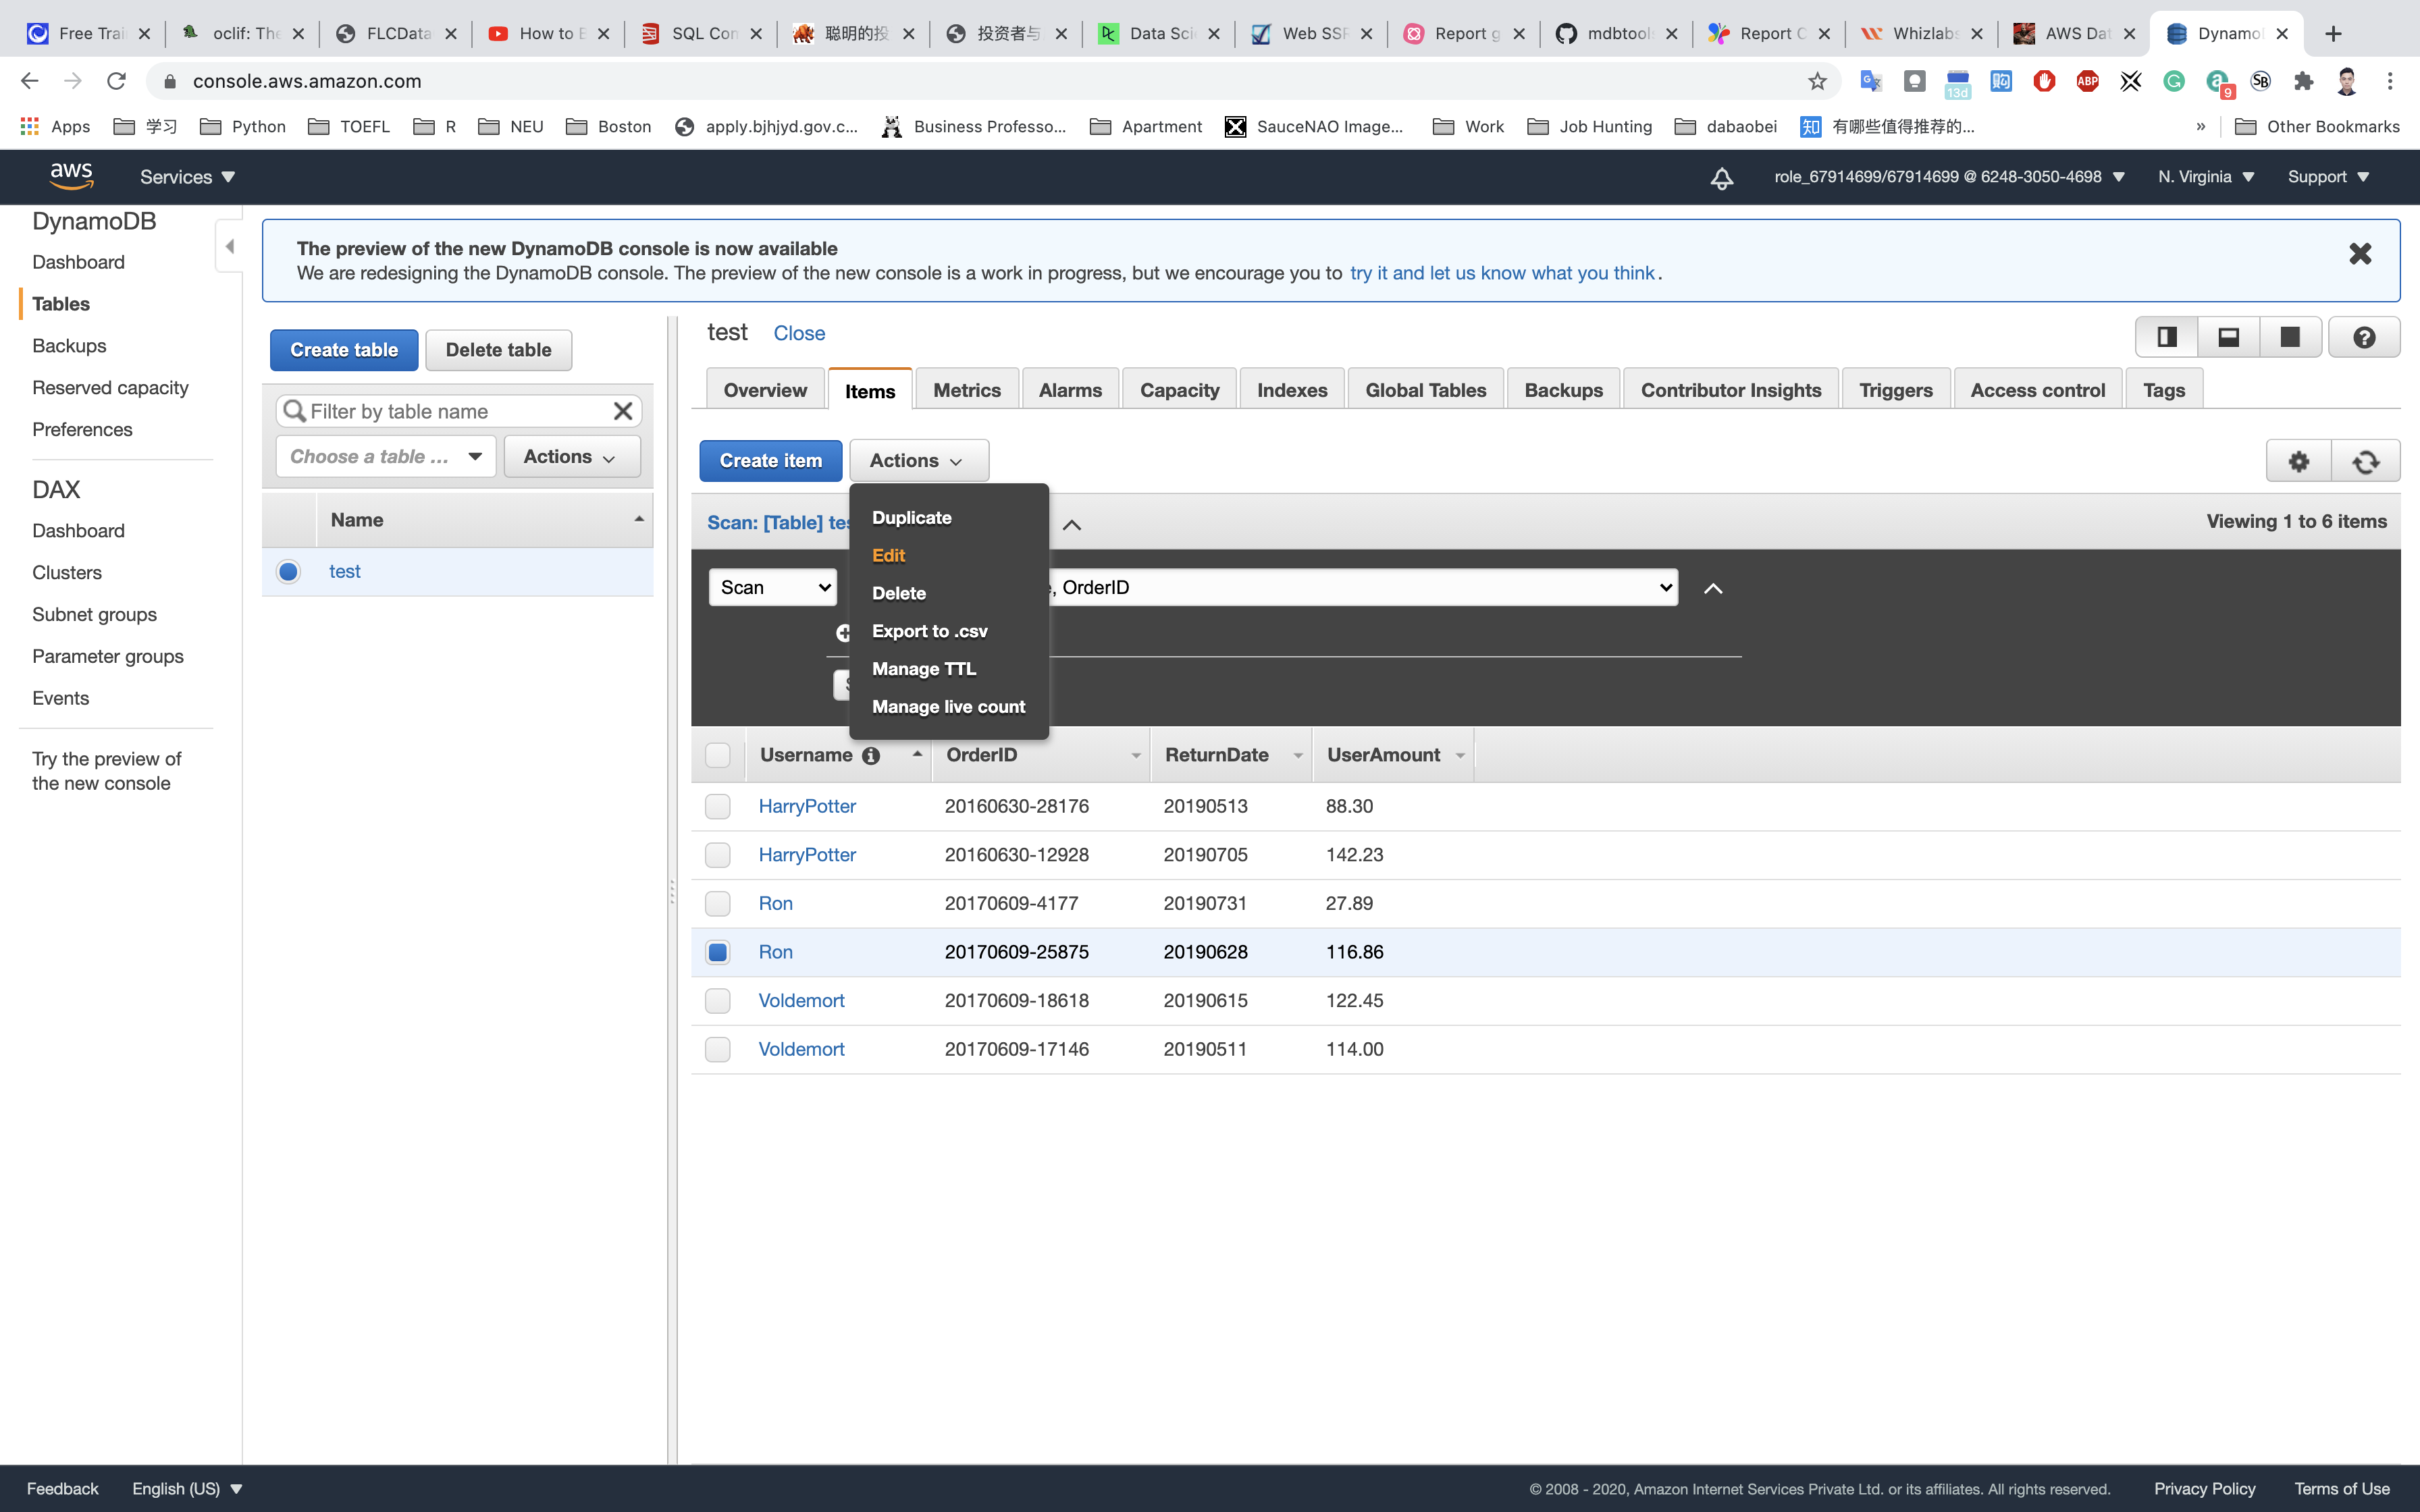 Free Trai
oclif: The
FLCData
How to E
SQL Con
聪明的投
投资者与
Data Scie
Web SSR
Report g
mdbtools
Report C
Whizlabs
AWS Dat
Dynamo
console.aws.amazon.com
13d
ABP
9
SB
Apps 学习 Python TOEFL R NEU Boston apply.bjhjyd.gov.c... Business Professo... Apartment SauceNAO Image... Work Job Hunting dabaobei 有哪些值得推荐的... » Other Bookmarks
aws Services role_67914699/67914699 @ 6248-3050-4698 N. Virginia Support
DynamoDB
Dashboard
Tables
Backups
Reserved capacity
Preferences
DAX
Dashboard
Clusters
Subnet groups
Parameter groups
Events
Try the preview of
the new console
The preview of the new DynamoDB console is now available
We are redesigning the DynamoDB console. The preview of the new console is a work in progress, but we encourage you to try it and let us know what you think.
Create table Delete table
Filter by table name
Choose a table ... Actions
Name
test
test Close
Overview Items Metrics Alarms Capacity Indexes Global Tables Backups Contributor Insights Triggers Access control Tags
Create item Actions
Duplicate
Edit
Delete
Export to .csv
Manage TTL
Manage live count
Scan: [Table] tes Viewing 1 to 6 items
Scan , OrderID
Username OrderID ReturnDate UserAmount
HarryPotter 20160630-28176 20190513 88.30
HarryPotter 20160630-12928 20190705 142.23
Ron 20170609-4177 20190731 27.89
Ron 20170609-25875 20190628 116.86
Voldemort 20170609-18618 20190615 122.45
Voldemort 20170609-17146 20190511 114.00
Feedback English (US) © 2008 - 2020, Amazon Internet Services Private Ltd. or its affiliates. All rights reserved. Privacy Policy Terms of Use